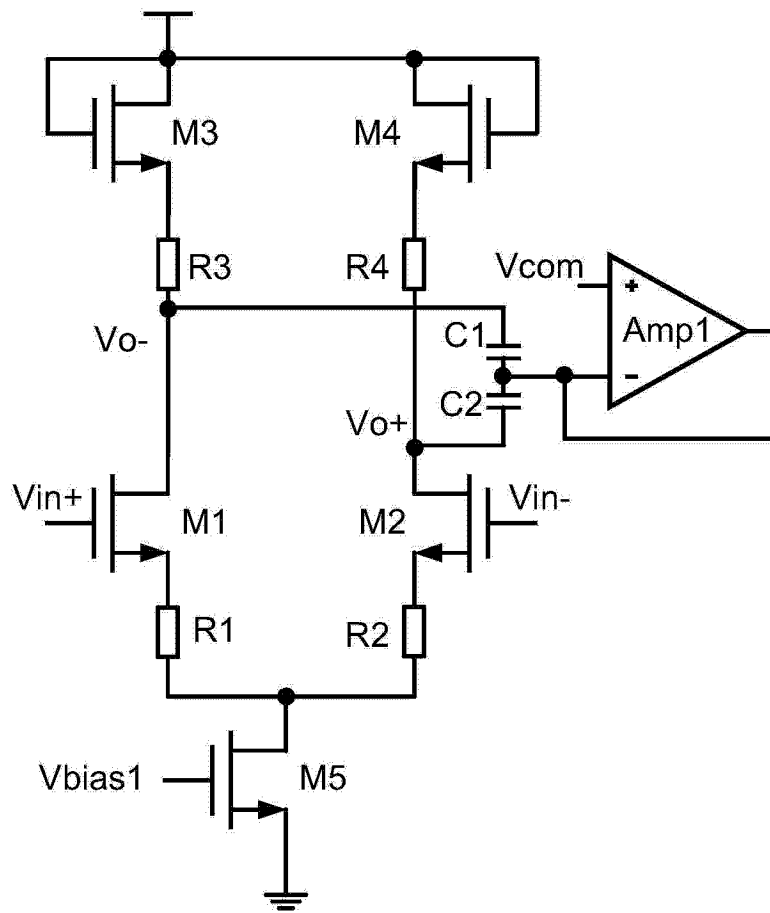 M3
M4
R3
R4
Vcom
+
C1
Amp1
Vo-
-
C2
Vo+
Vin+
Vin-
M1
M2
R1
R2
Vbias1
M5